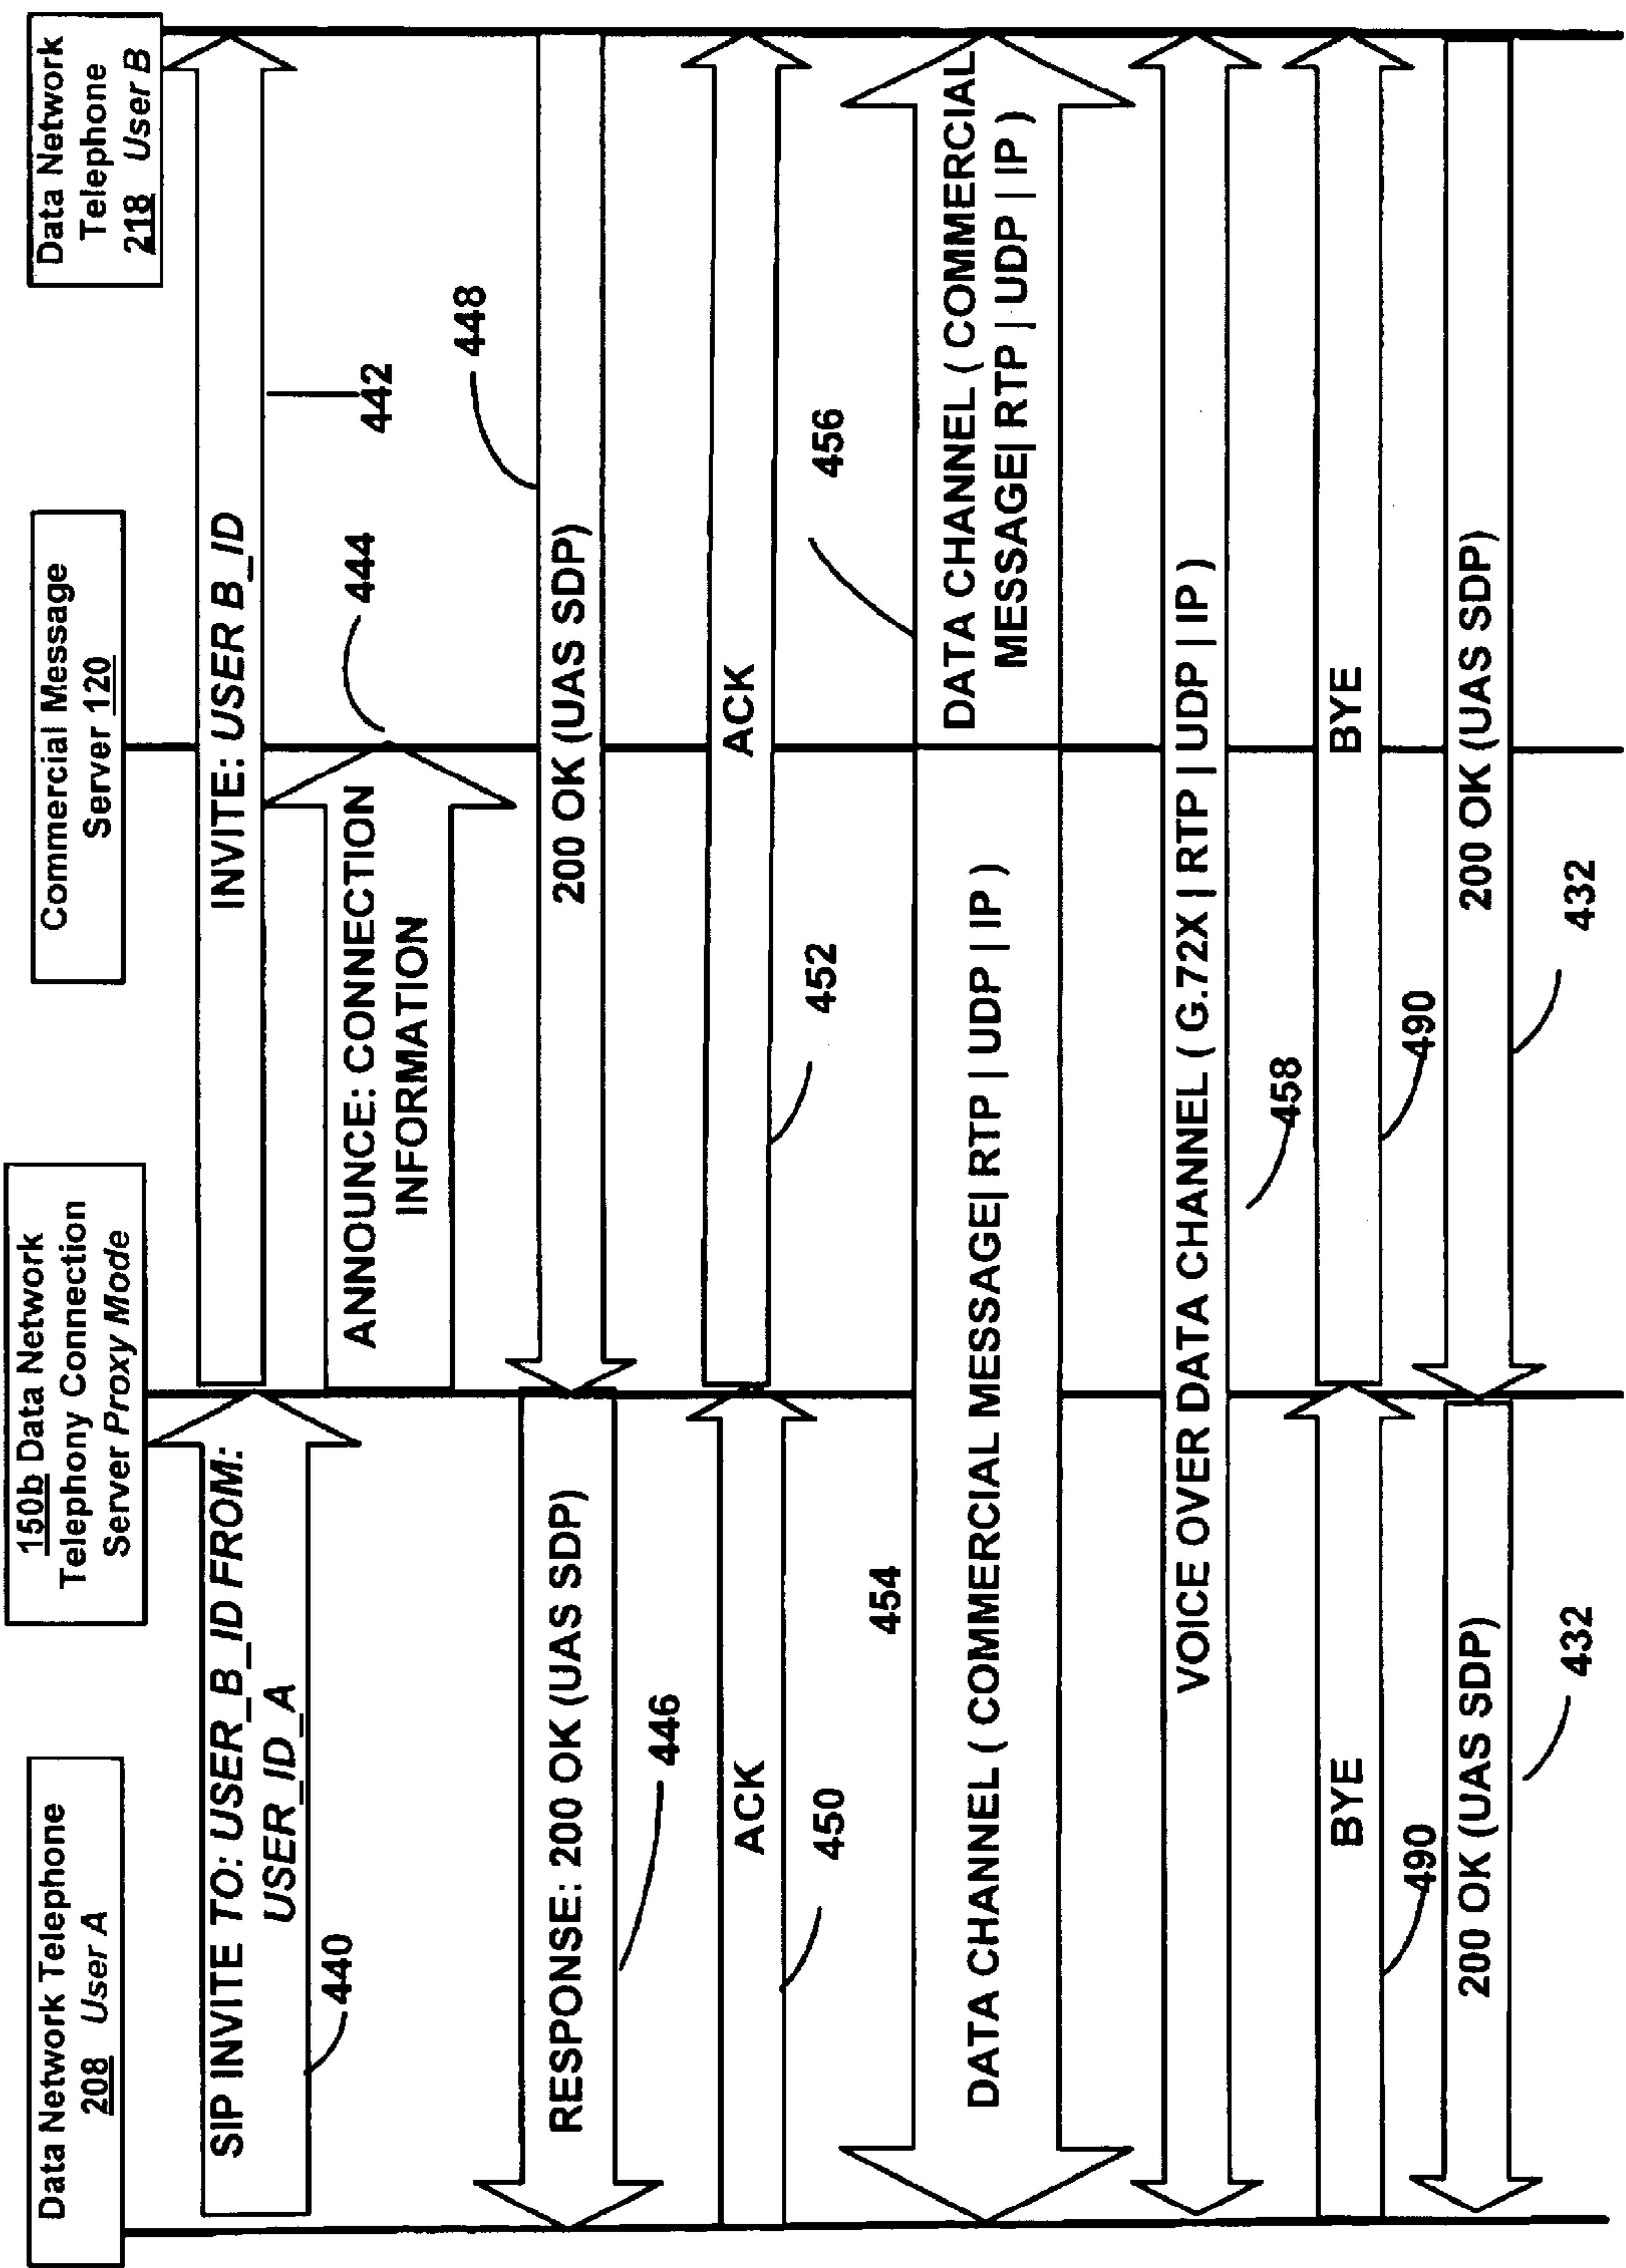 Data Network Telephone
208 User A
150b Data Network
Telephony Connection
Server Proxy Mode
Commercial Message
Server 120
Data Network
Telephone
218 User B
SIP INVITE TO: USER_B_ID FROM:
USER_ID_A
440
INVITE: USER B_ID
442
ANNOUNCE: CONNECTION
INFORMATION
444
RESPONSE: 200 OK (UAS SDP)
446
200 OK (UAS SDP)
448
ACK
450
ACK
452
454
DATA CHANNEL ( COMMERCIAL MESSAGE| RTP | UDP | IP )
456
DATA CHANNEL ( COMMERCIAL
MESSAGE| RTP | UDP | IP )
VOICE OVER DATA CHANNEL ( G.72X | RTP | UDP | IP )
458
BYE
490
BYE
490
200 OK (UAS SDP)
432
200 OK (UAS SDP)
432